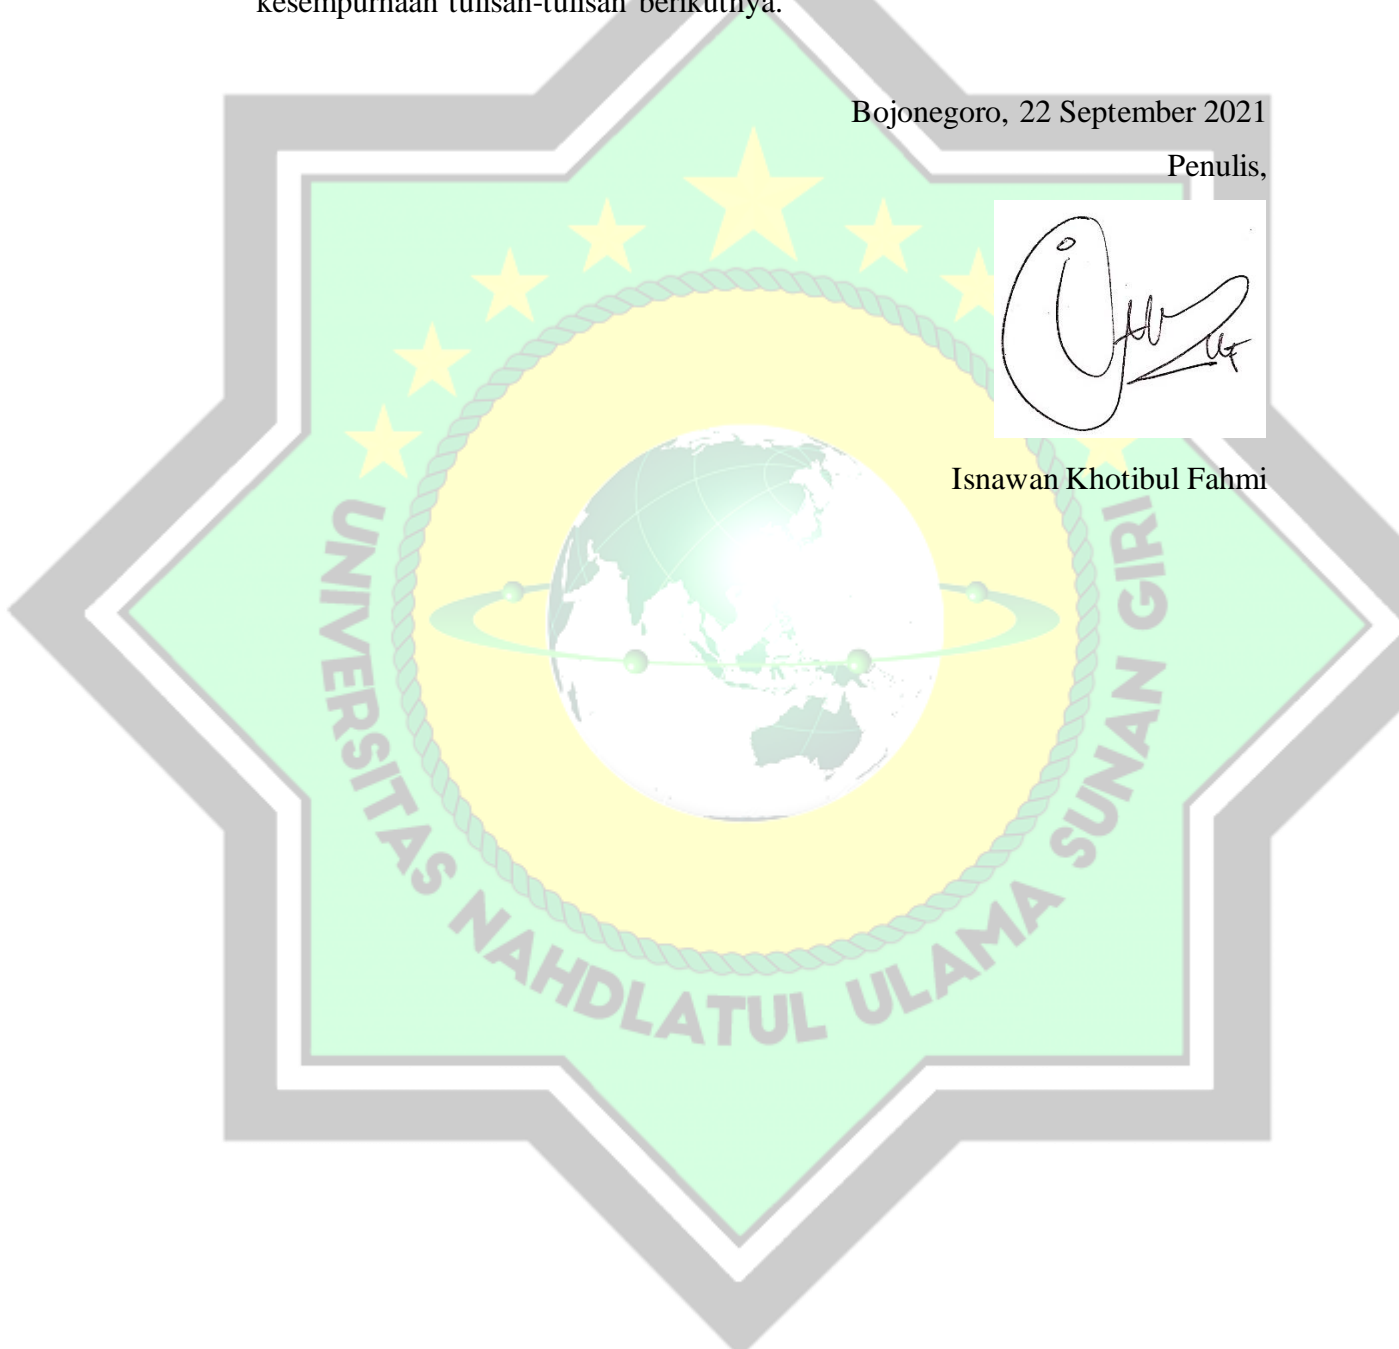 kesempurnaan tulisan-tulisan berikutnya.
Bojonegoro, 22 September 2021
Penulis,
Isnawan Khotibul Fahmi
UNIVERSITAS NAHDLATUL ULAMA SUNAN GIRI